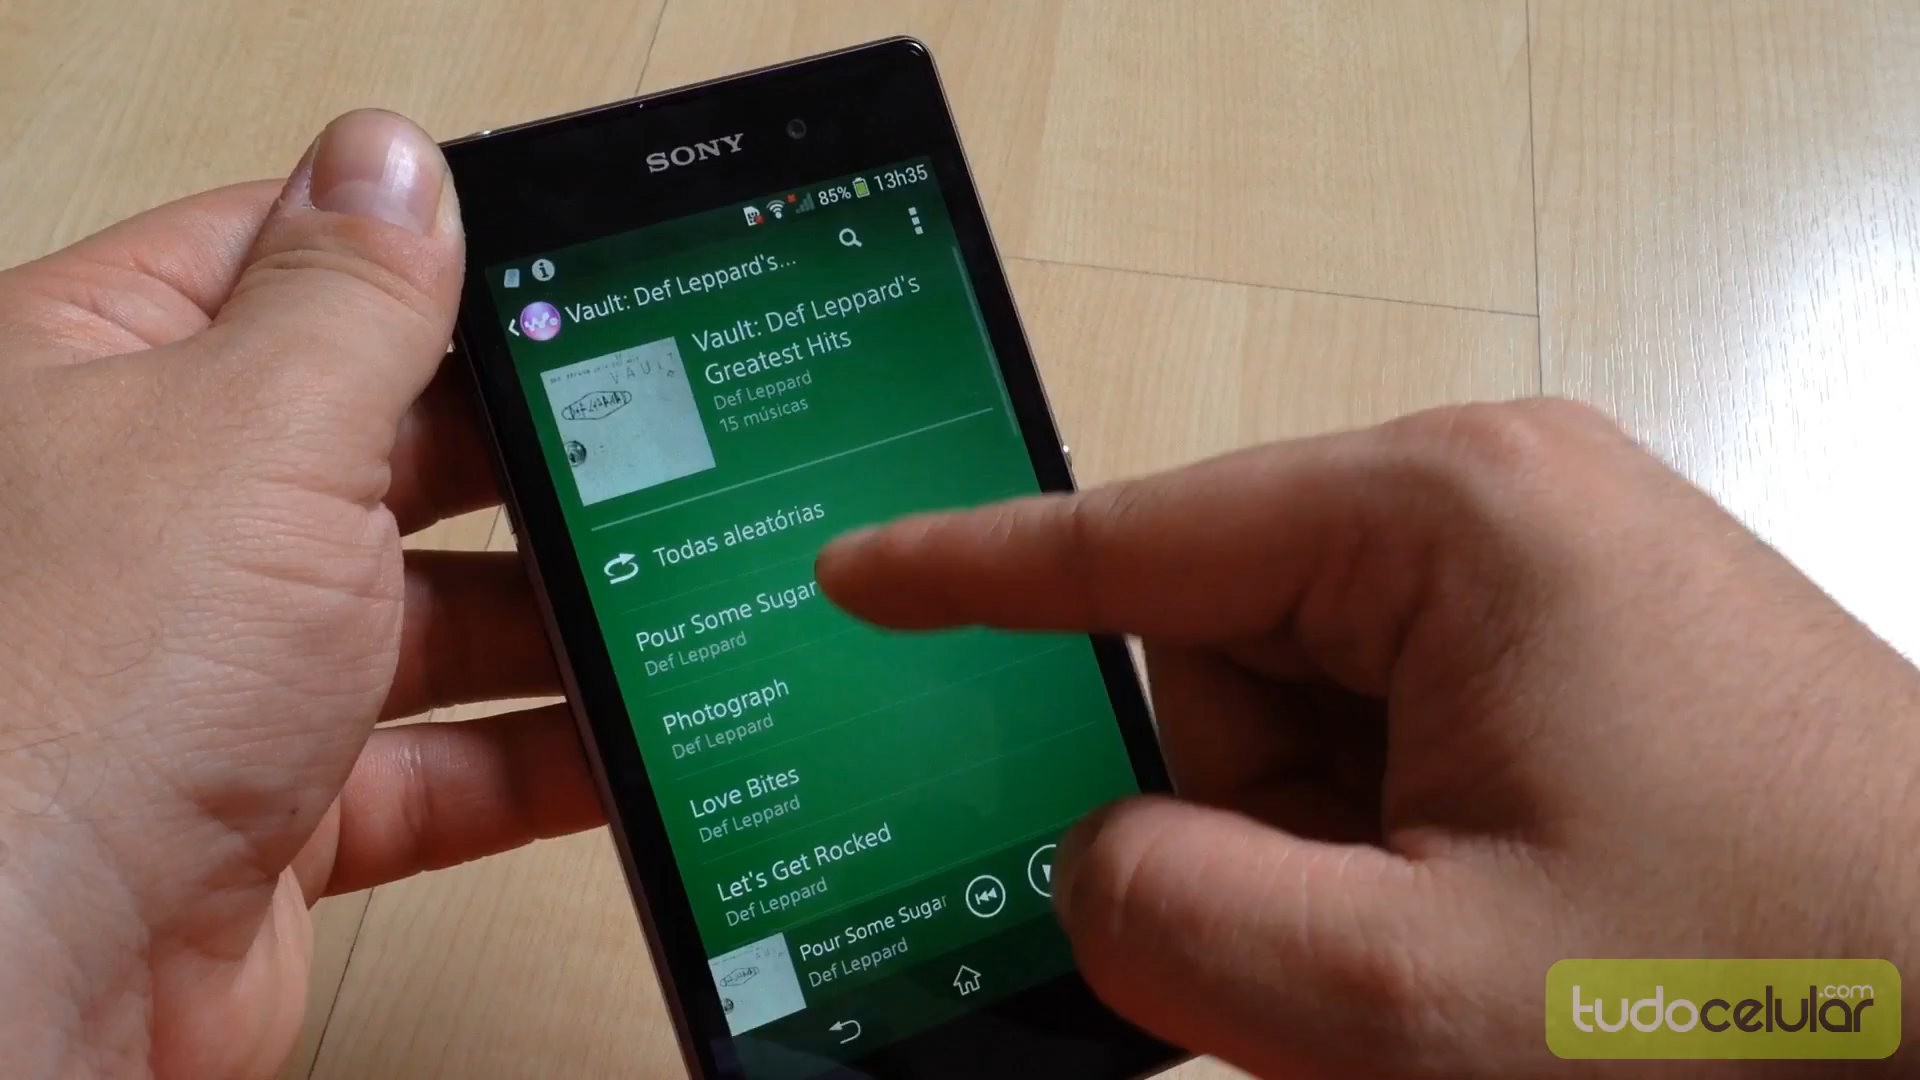 SONY
85% 13h35
Vault: Def Leppard's...
Vault: Def Leppard's
Greatest Hits
Def Leppard
15 músicas
VAULT
Todas aleatórias
Pour Some Sugar
Def Leppard
Photograph
Def Leppard
Love Bites
Def Leppard
Let's Get Rocked
Def Leppard
Pour Some Sugar
Def Leppard
tudocelular.com